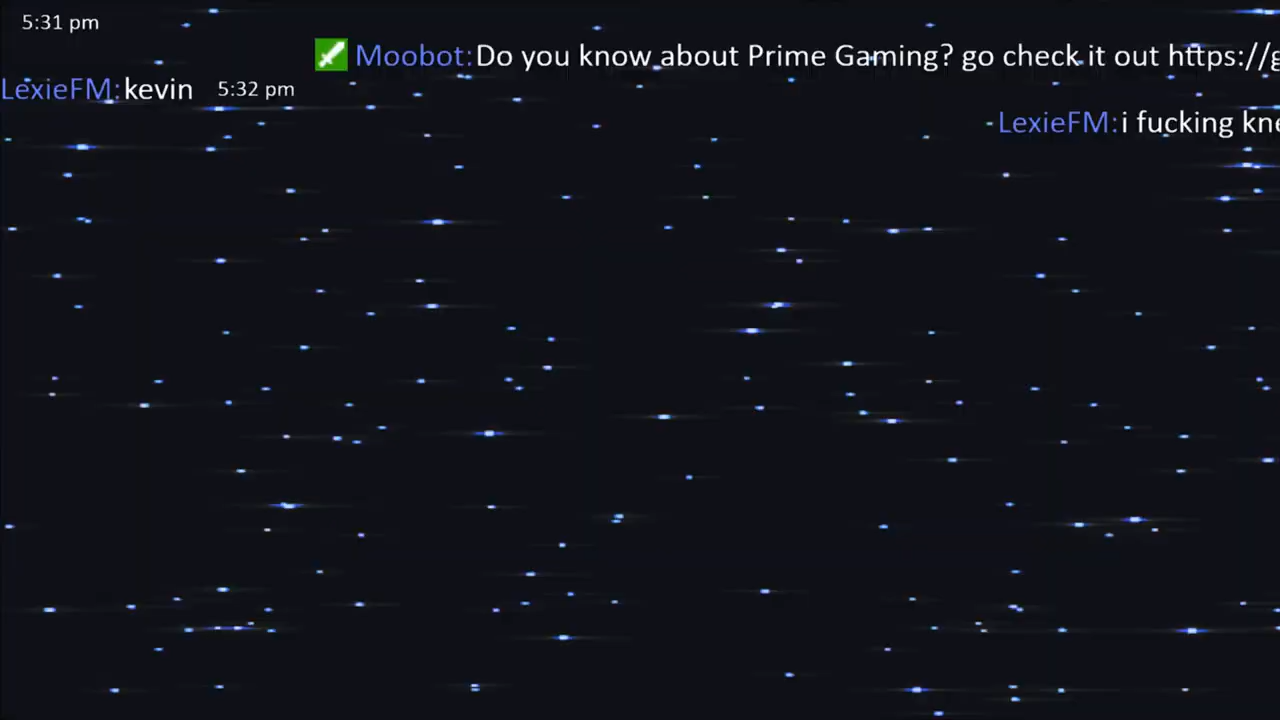 5:31 pm
Moobot: Do you know about Prime Gaming? go check it out https://
LexieFM: kevin 5:32 pm
LexieFM: i fucking